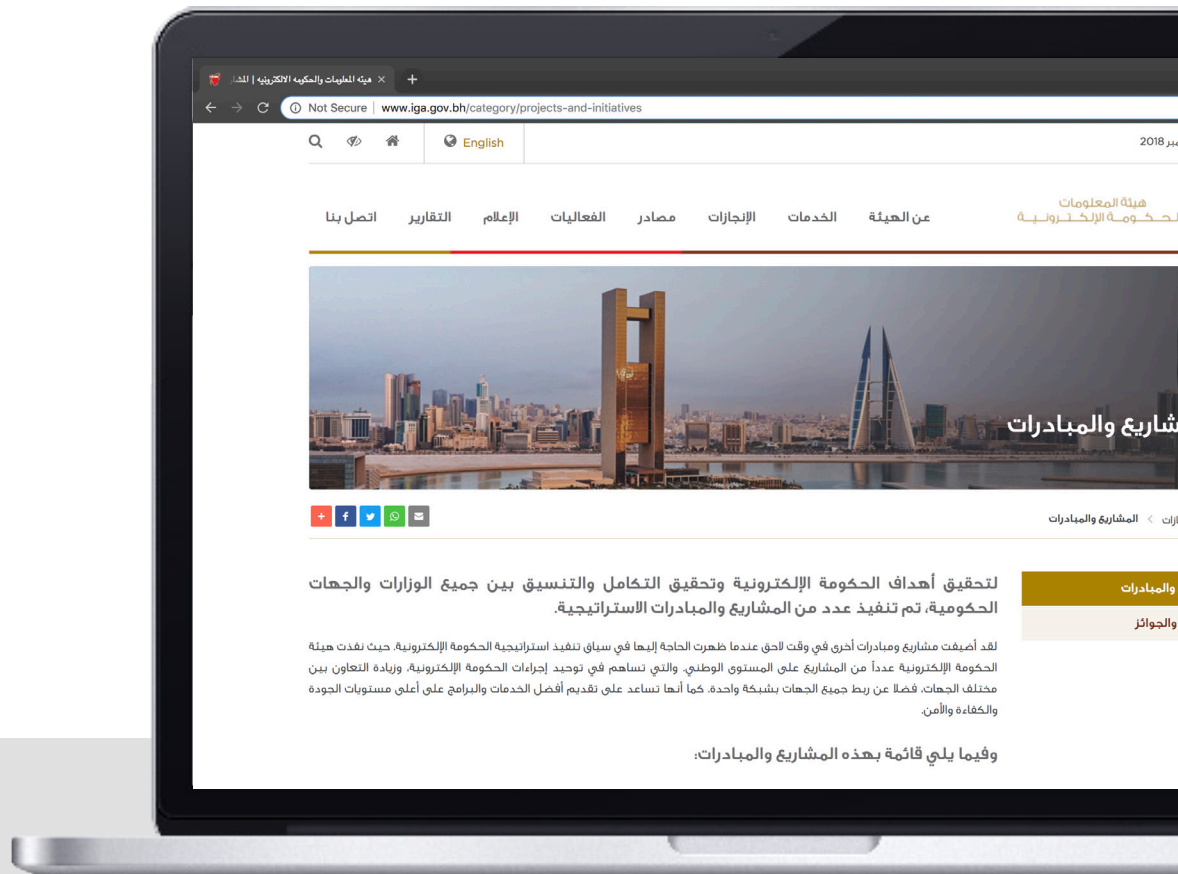 هيئة المعلومات والحكومة الالكترونية | المشا
Not Secure | www.iga.gov.bh/category/projects-and-initiatives
English
2018
هيئة المعلومات
عن الهيئة
الخدمات
الإنجازات
مصادر
الفعاليات
الإعلام
التقارير
اتصل بنا
والمبادرات
المشاريع والمبادرات
والمبادرات
والجوائز
لتحقيق أهداف الحكومة الإلكترونية وتحقيق التكامل والتنسيق بين جميع الوزارات والجهات
الحكومية، تم تنفيذ عدد من المشاريع والمبادرات الاستراتيجية.
لقد أضيفت مشاريع ومبادرات أخرى في وقت لاحق عندما ظهرت الحاجة إليها في سياق تنفيذ استراتيجية الحكومة الإلكترونية. حيث نفذت هيئة
الحكومة الإلكترونية عدداً من المشاريع على المستوى الوطني. والتي تساهم في توحيد إجراءات الحكومة الإلكترونية، وزيادة التعاون بين
مختلف الجهات، فضلا عن ربط جميع الجهات بشبكة واحدة. كما أنها تساعد على تقديم أفضل الخدمات والبرامج على أعلى مستويات الجودة
والكفاءة والأمن.
وفيما يلي قائمة بهذه المشاريع والمبادرات: